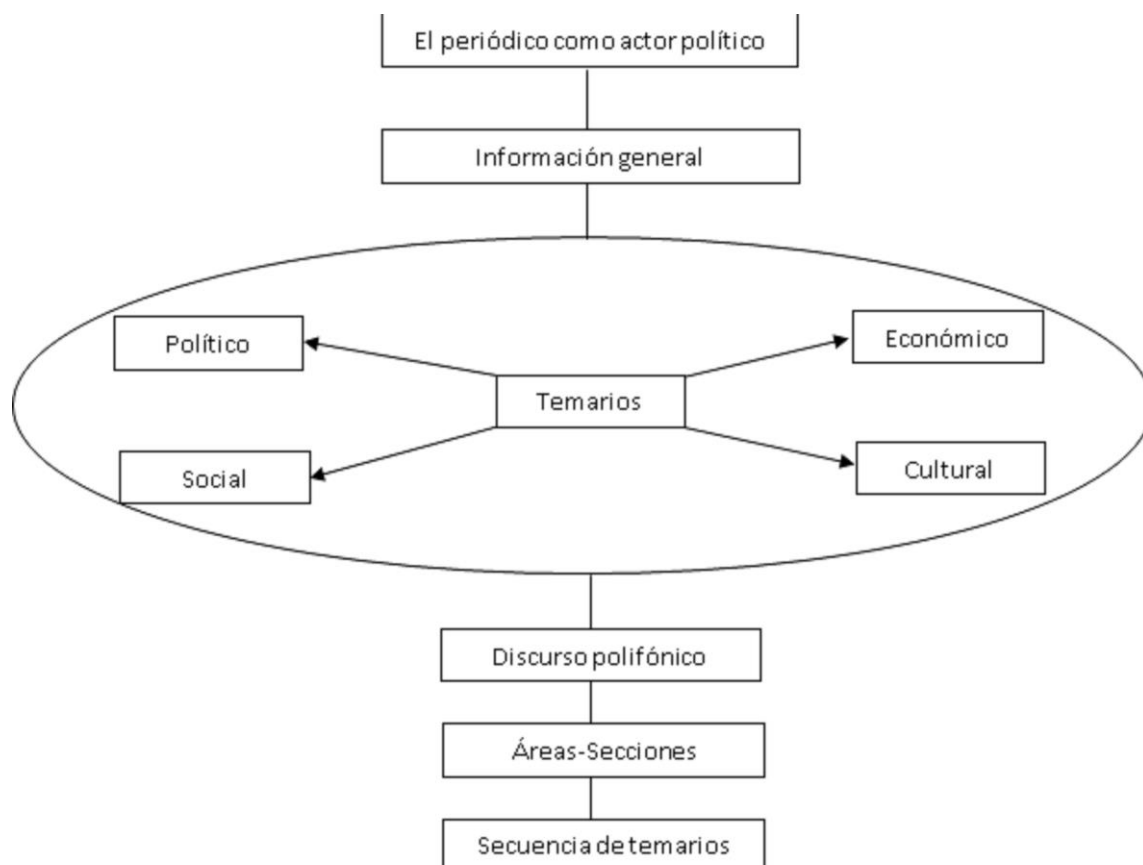 El periódico como actor político
Información general
Político
Económico
Temarios
Social
Cultural
Discurso polifónico
Áreas-Secciones
Secuencia de temarios